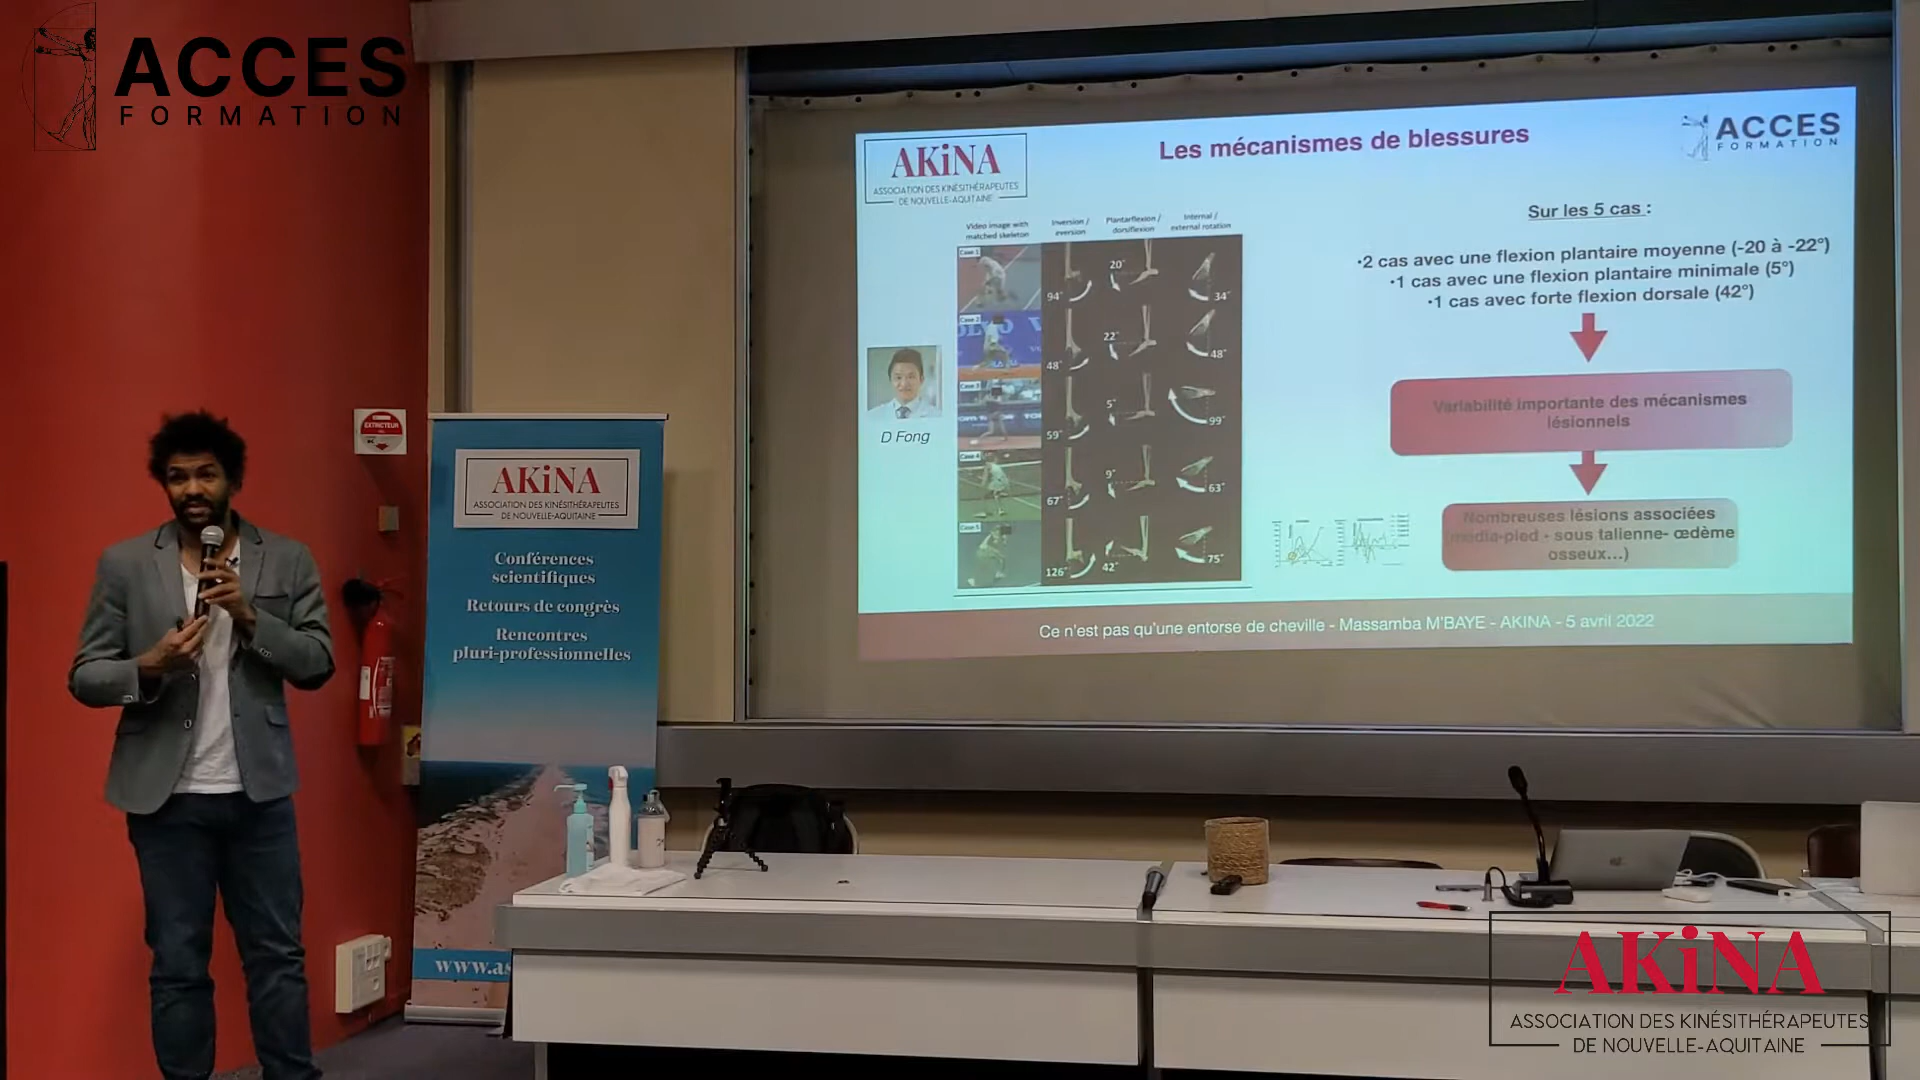 ACCES
FORMATION
EXTINCTEUR
AKiNA
ASSOCIATION DES KINÉSITHÉRAPEUTES
DE NOUVELLE-AQUITAINE
Conférences
scientifiques
Retours de congrès
Rencontres
pluri-professionnelles
www.as
AKiNA
ASSOCIATION DES KINÉSITHÉRAPEUTES
DE NOUVELLE-AQUITAINE
Les mécanismes de blessures
ACCES
FORMATION
Video image with
matched skeleton
Inversion /
eversion
Plantarflexion /
dorsiflexion
Internal /
external rotation
Case 1
94° 20° 34°
Case 2
48° 22° 48°
Case 3
59° 5° 99°
Case 4
67° 9° 63°
Case 5
126° 42° 75°
D Fong
Sur les 5 cas :
•2 cas avec une flexion plantaire moyenne (-20 à -22°)
•1 cas avec une flexion plantaire minimale (5°)
•1 cas avec forte flexion dorsale (42°)
Variabilité importante des mécanismes
lésionnels
Nombreuses lésions associées
(média-pied - sous talienne- œdème
osseux...)
Ce n'est pas qu'une entorse de cheville - Massamba M'BAYE - AKINA - 5 avril 2022
AKiNA
ASSOCIATION DES KINÉSITHÉRAPEUTES
DE NOUVELLE-AQUITAINE